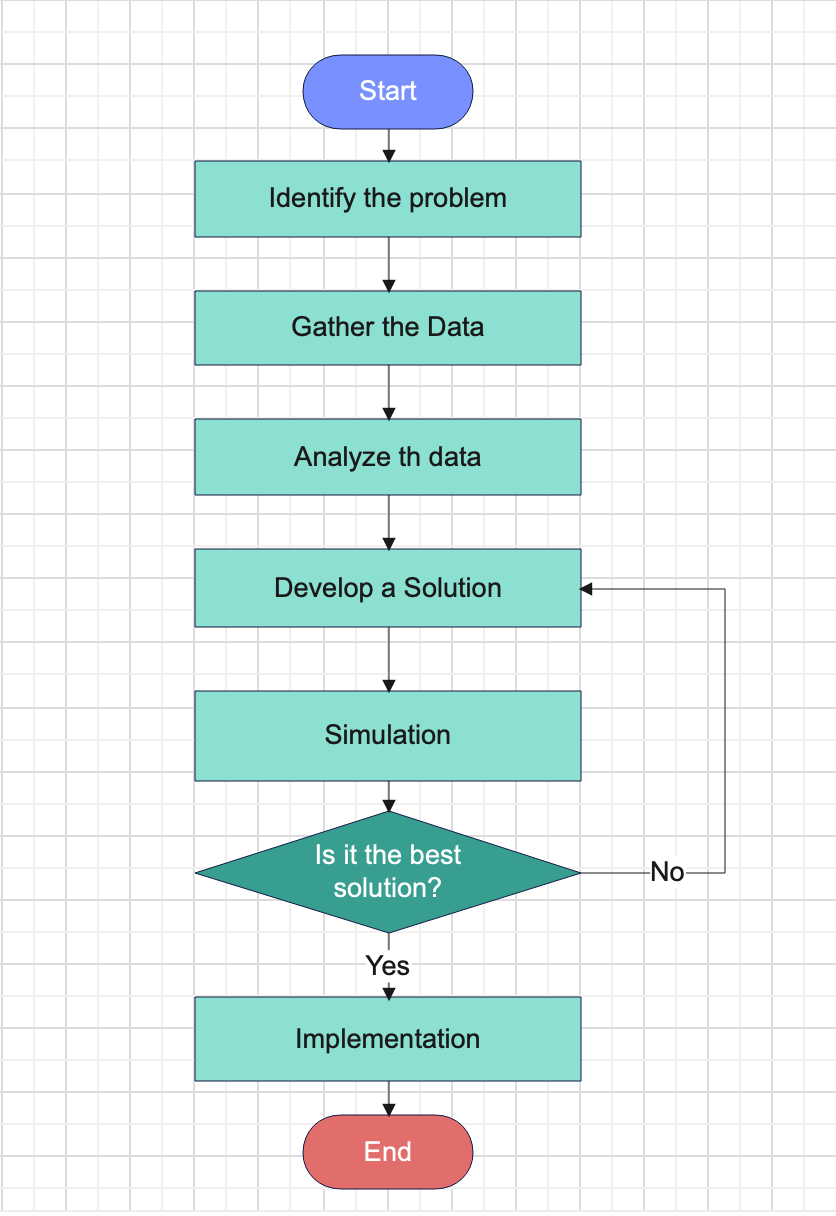 Start
Identify the problem
Gather the Data
Analyze th data
Develop a Solution
Simulation
Is it the best
solution?
No
Yes
Implementation
End